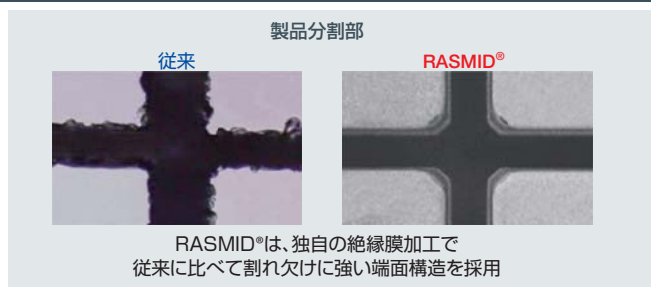 製品分割部
従来
RASMID®
RASMID®は、独自の絶縁膜加工で
従来に比べて割れ欠けに強い端面構造を採用